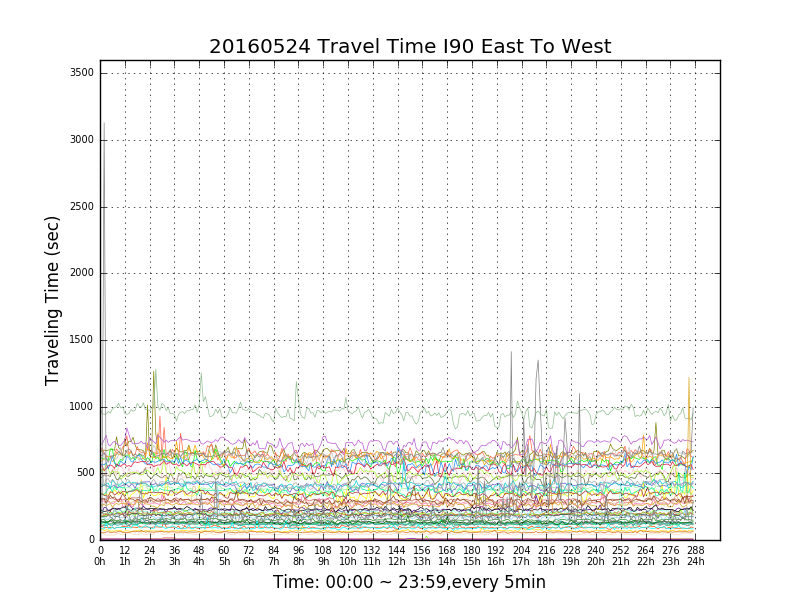 20160524 Travel Time I90 East To West
3500
3000
2500
2000
1500
1000
500
0
Traveling Time (sec)
0 12 24 36 48 60 72 84 96 108 120 132 144 156 168 180 192 204 216 228 240 252 264 276 288
0h 1h 2h 3h 4h 5h 6h 7h 8h 9h 10h 11h 12h 13h 14h 15h 16h 17h 18h 19h 20h 21h 22h 23h 24h
Time: 00:00 ~ 23:59,every 5min